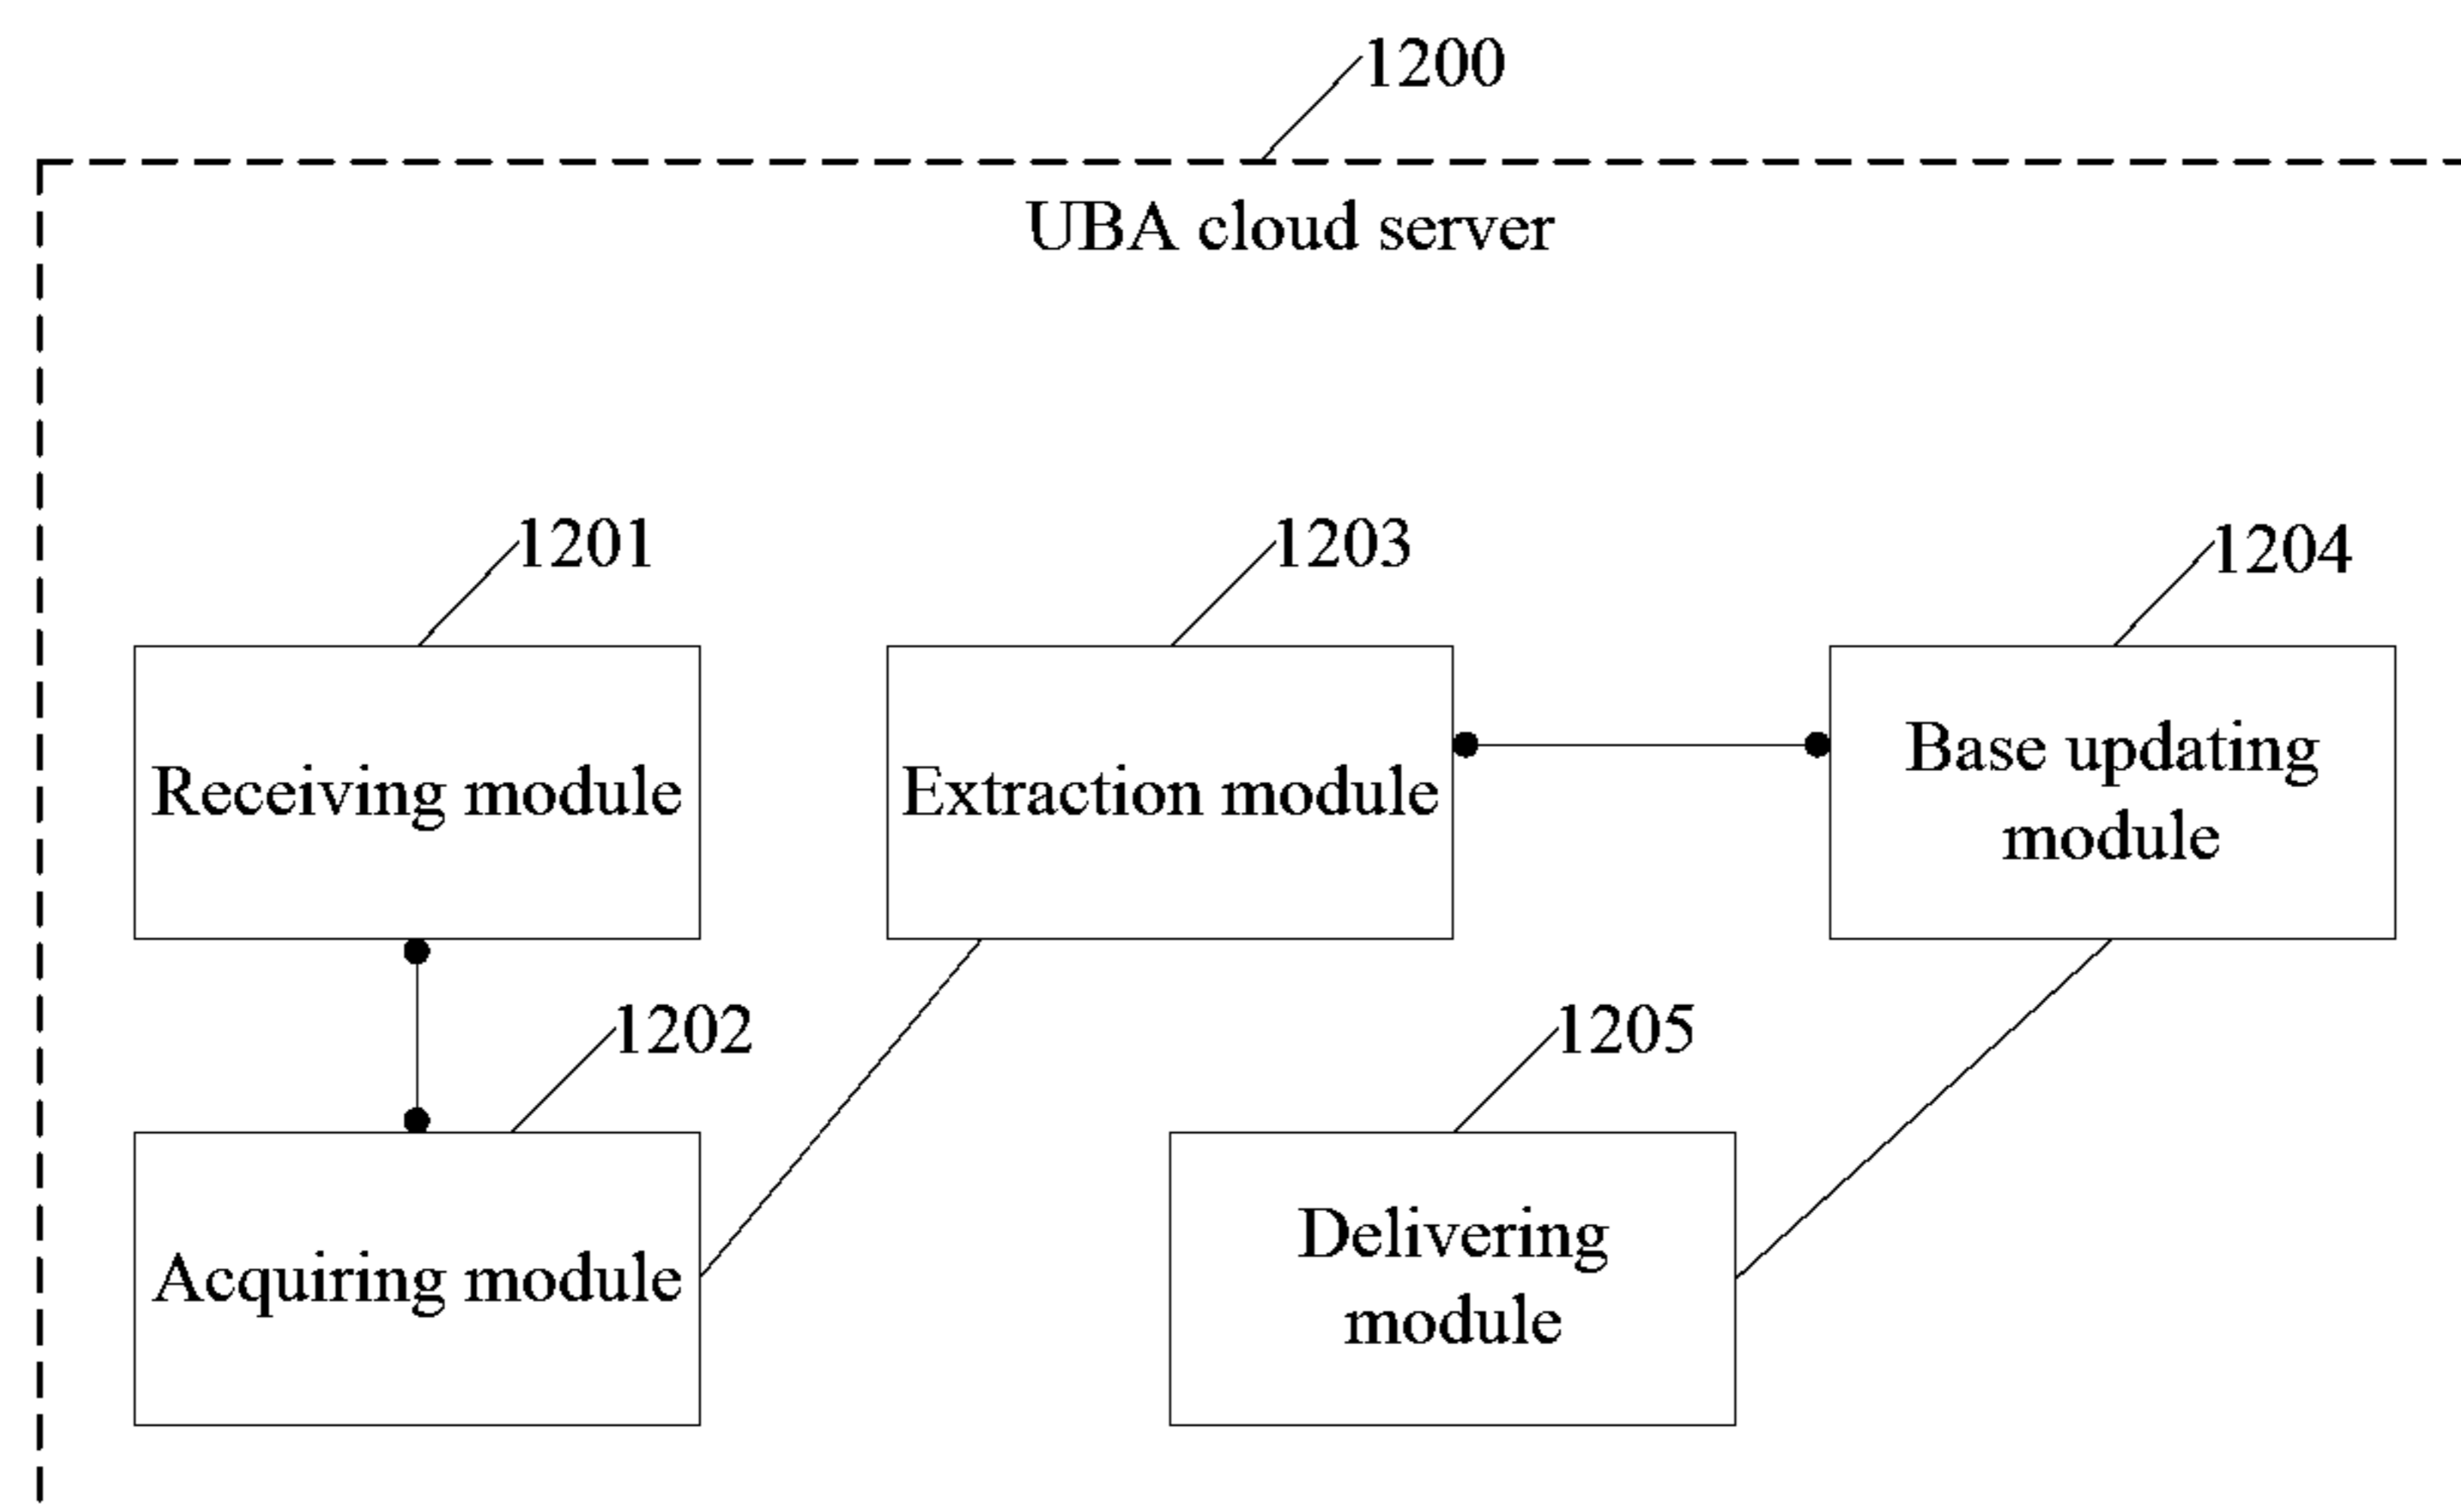 1200
UBA cloud server
1201
1203
1204
Receiving module
Extraction module
Base updating
module
1202
1205
Acquiring module
Delivering
module